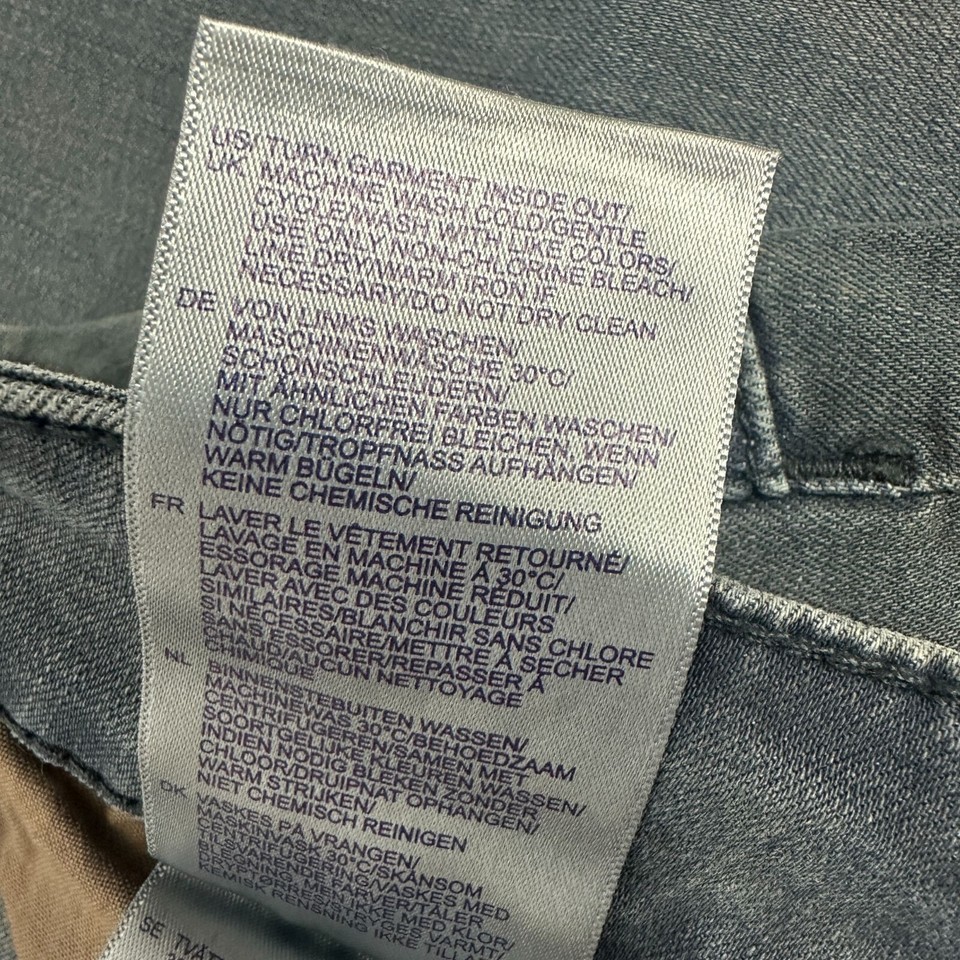 US/ TURN GARMENT INSIDE OUT/
UK MACHINE WASH COLD/GENTLE
CYCLE/WASH WITH LIKE COLORS/
USE ONLY NON-CHLORINE BLEACH/
LINE DRY/WARM IRON IF
NECESSARY/DO NOT DRY CLEAN
DE VON LINKS WASCHEN/
MASCHINENWÄSCHE 30°C/
SCHONSCHLEUDERN/
MIT ÄHNLICHEN FARBEN WASCHEN/
NUR CHLORFREI BLEICHEN, WENN
NÖTIG/TROPFNASS AUFHÄNGEN/
WARM BÜGELN/
KEINE CHEMISCHE REINIGUNG
FR LAVER LE VÊTEMENT RETOURNÉ/
LAVAGE EN MACHINE À 30°C/
ESSORAGE MACHINE RÉDUIT/
LAVER AVEC DES COULEURS
SIMILAIRES/BLANCHIR SANS CHLORE
SI NÉCESSAIRE/METTRE À SÉCHER
SANS ESSORER/REPASSER À
CHAUD/AUCUN NETTOYAGE
CHIMIQUE
NL BINNENSTEBUITEN WASSEN/
MACHINEWAS 30°C/BEHOEDZAAM
CENTRIFUGEREN/SAMEN MET
SOORTGELIJKE KLEUREN WASSEN/
INDIEN NODIG BLEKEN ZONDER
CHLOOR/DRUIPNAT OPHANGEN/
WARM STRIJKEN/
NIET CHEMISCH REINIGEN
DK VASKES PÅ VRANGEN/
MASKINVASK 30°C/SKÅNSOM
CENTRIFUGERING/VASKES MED
LIGNENDE FARVER/TÅLER
BLEGNING, MEN IKKE MED KLOR/
DRYPTØRRES/STRYGES VARMT/
KEMISK RENSNING IKKE
SE